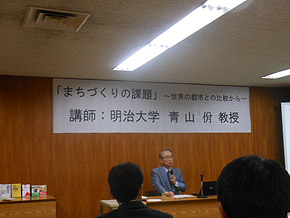 「まちづくりの課題」 ～世界の都市との比較から～
講師：明治大学 青山 佾 教授